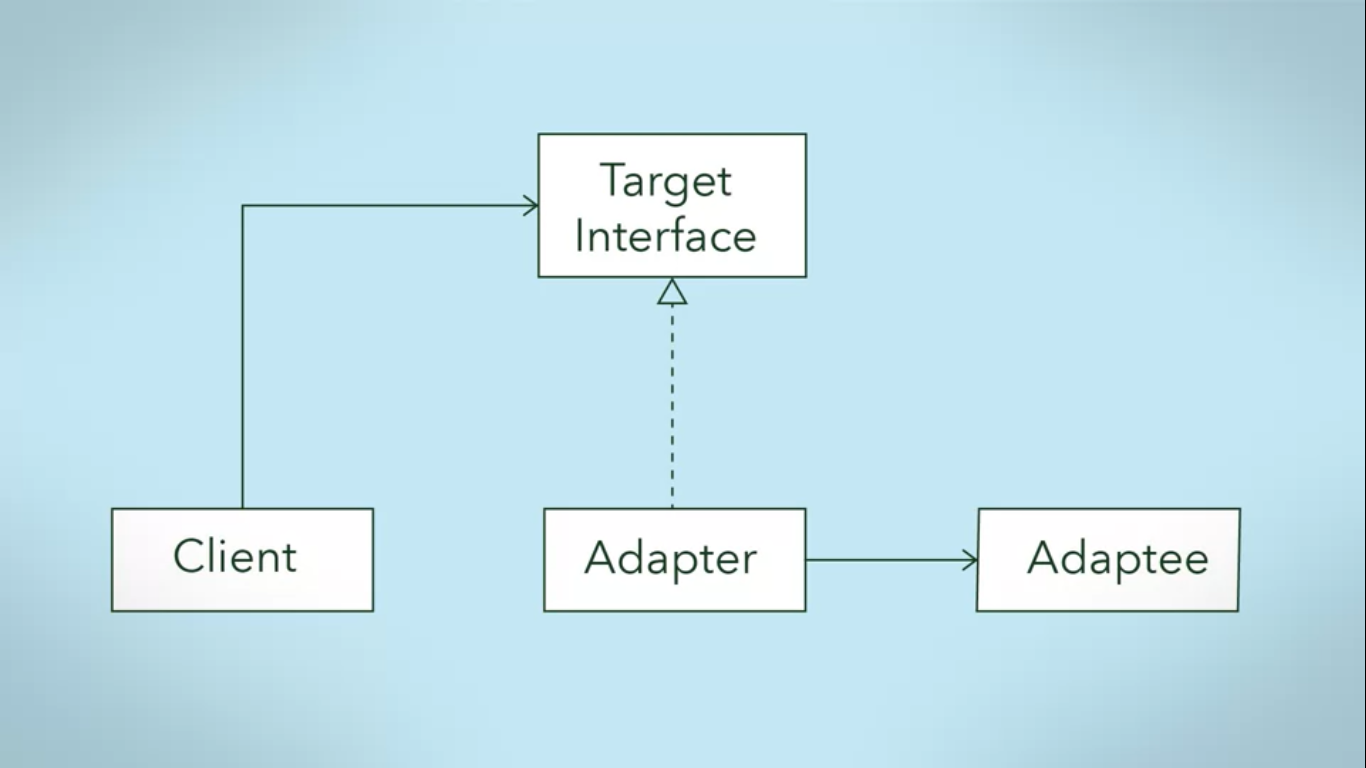 Target
Interface
Client
Adapter
Adaptee